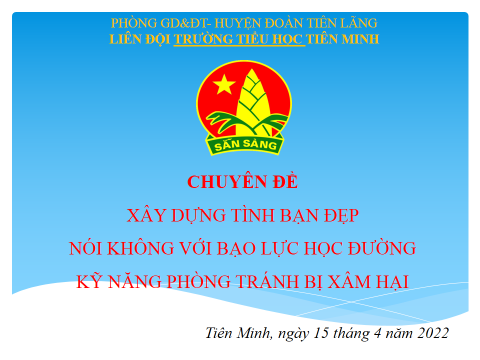 PHÒNG GD&ĐT- HUYỆN ĐOÀN TIÊN LÃNG
LIÊN ĐỘI TRƯỜNG TIỂU HỌC TIÊN MINH
SẴN SÀNG
CHUYÊN ĐỀ
XÂY DỰNG TÌNH BẠN ĐẸP
NÓI KHÔNG VỚI BẠO LỰC HỌC ĐƯỜNG
KỸ NĂNG PHÒNG TRÁNH BỊ XÂM HẠI
Tiên Minh, ngày 15 tháng 4 năm 2022